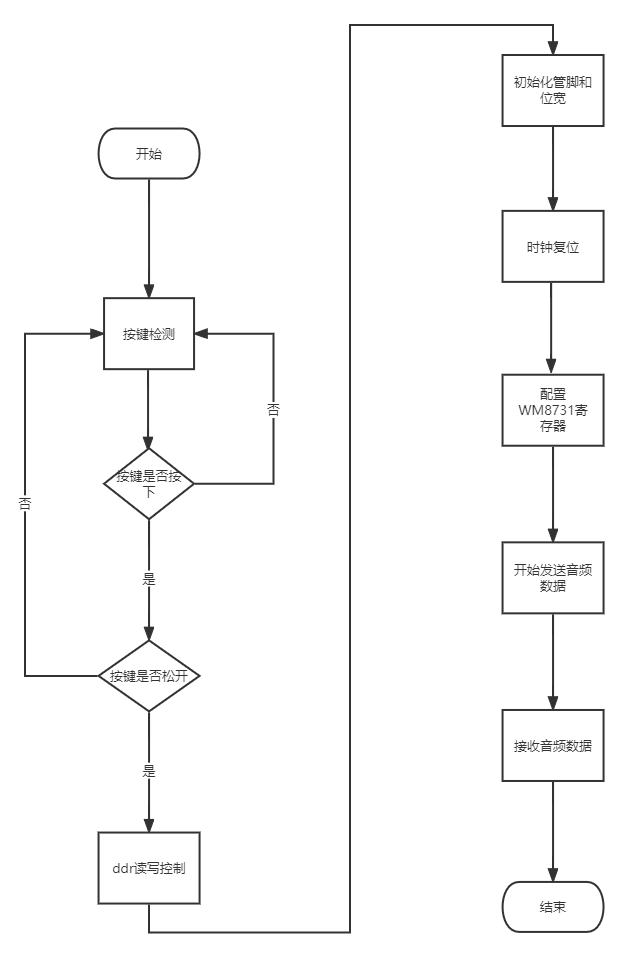 开始
按键检测
否
按键是否按
下
否
是
按键是否松开
是
ddr读写控制
初始化管脚和
位宽
时钟复位
配置
WM8731寄
存器
开始发送音频
数据
接收音频数据
结束